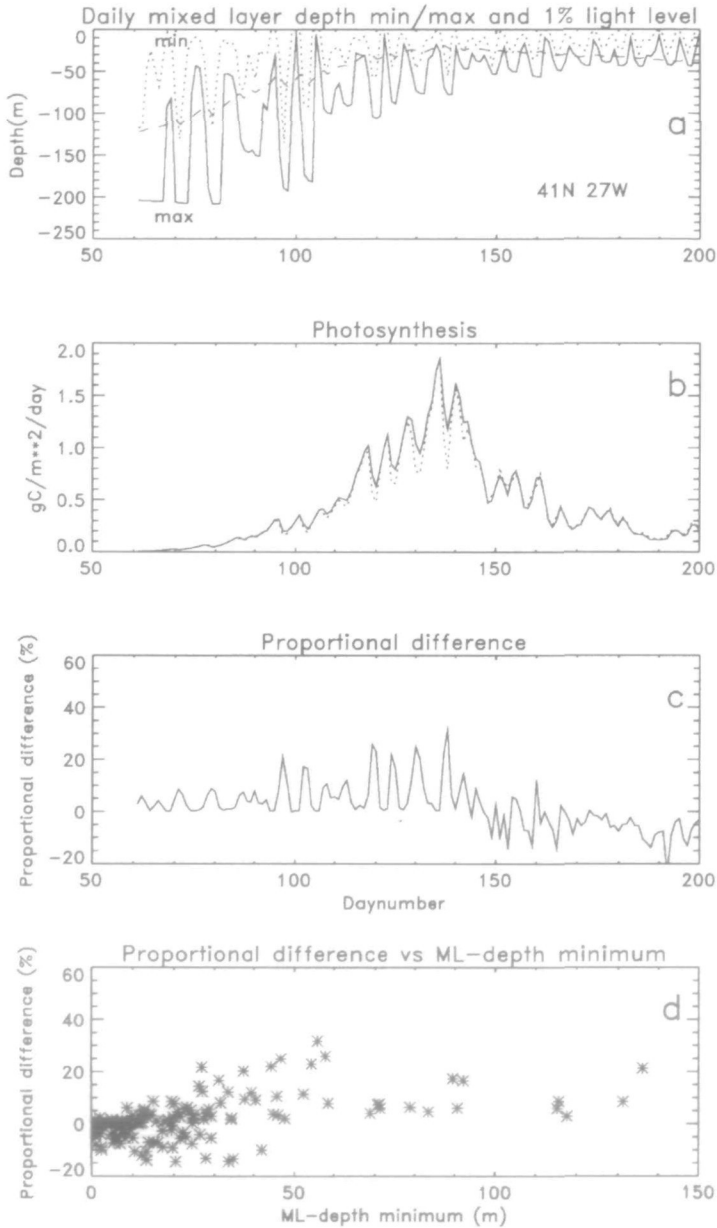 Daily mixed layer depth min/max and 1% light level
0
-50
-100
-150
-200
-250
Depth(m)
min
max
a
41N 27W
50
100
150
200
Photosynthesis
2.0
1.5
1.0
0.5
0.0
gC/m**2/day
b
50
100
150
200
Proportional difference
60
40
20
0
-20
Proportional difference (%)
c
50
100
150
200
Daynumber
Proportional difference vs ML-depth minimum
60
40
20
0
-20
Proportional difference (%)
d
0
50
100
150
ML-depth minimum (m)